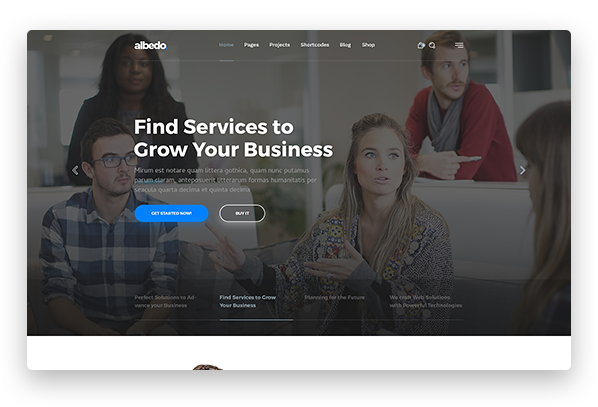 albedo
Home Pages Projects Shortcodes Blog Shop
Find Services to
Grow Your Business
Mirum est notare quam littera gothica, quam nunc putamus
parum claram, anteposuerit litterarum formas humanitatis per
seacula quarta decima et quinta decima
GET STARTED NOW!
BUY IT
Perfect Solutions to Ad-
vance your Business
Find Services to Grow
Your Business
Planning for the Future
We craft Web Solutions
with Powerful Technologies